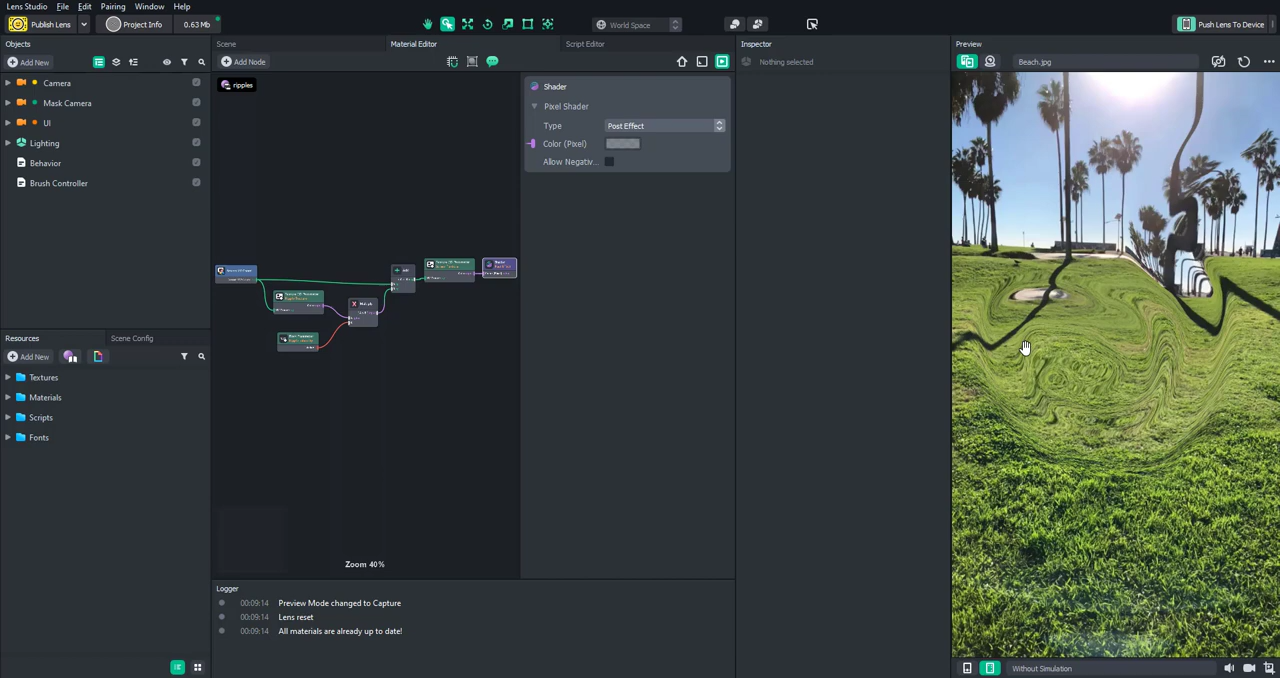 Lens Studio File Edit Pairing Window Help
Publish Lens Project Info 0.63 Mb World Space Push Lens To Device
Objects Scene Material Editor Script Editor Inspector Preview
Add New Add Node Nothing selected Beach.jpg
Camera
Mask Camera
UI
Lighting
Behavior
Brush Controller
ripples
Shader
Pixel Shader
Type Post Effect
Color (Pixel)
Allow Negativ...
Zoom 40%
Resources Scene Config
Add New
Textures
Materials
Scripts
Fonts
Logger
00:09:14 Preview Mode changed to Capture
00:09:14 Lens reset
00:09:14 All materials are already up to date!
Without Simulation